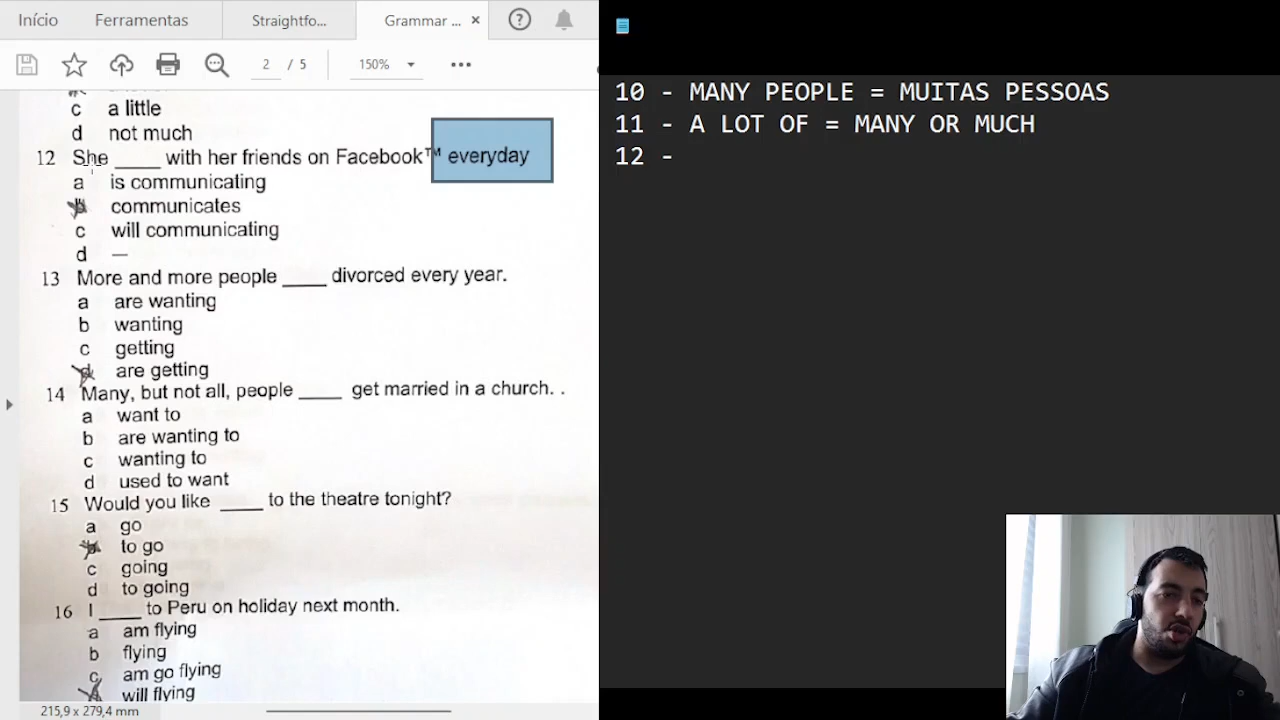 Início Ferramentas Straightfo... Grammar ... ×
2 / 5 150%
c a little
d not much
12 She ____ with her friends on Facebook™ everyday
a is communicating
b communicates
c will communicating
d —
13 More and more people ____ divorced every year.
a are wanting
b wanting
c getting
d are getting
14 Many, but not all, people ____ get married in a church. .
a want to
b are wanting to
c wanting to
d used to want
15 Would you like ____ to the theatre tonight?
a go
b to go
c going
d to going
16 I ____ to Peru on holiday next month.
a am flying
b flying
c am go flying
will flying
215,9 x 279,4 mm
10 - MANY PEOPLE = MUITAS PESSOAS
11 - A LOT OF = MANY OR MUCH
12 -